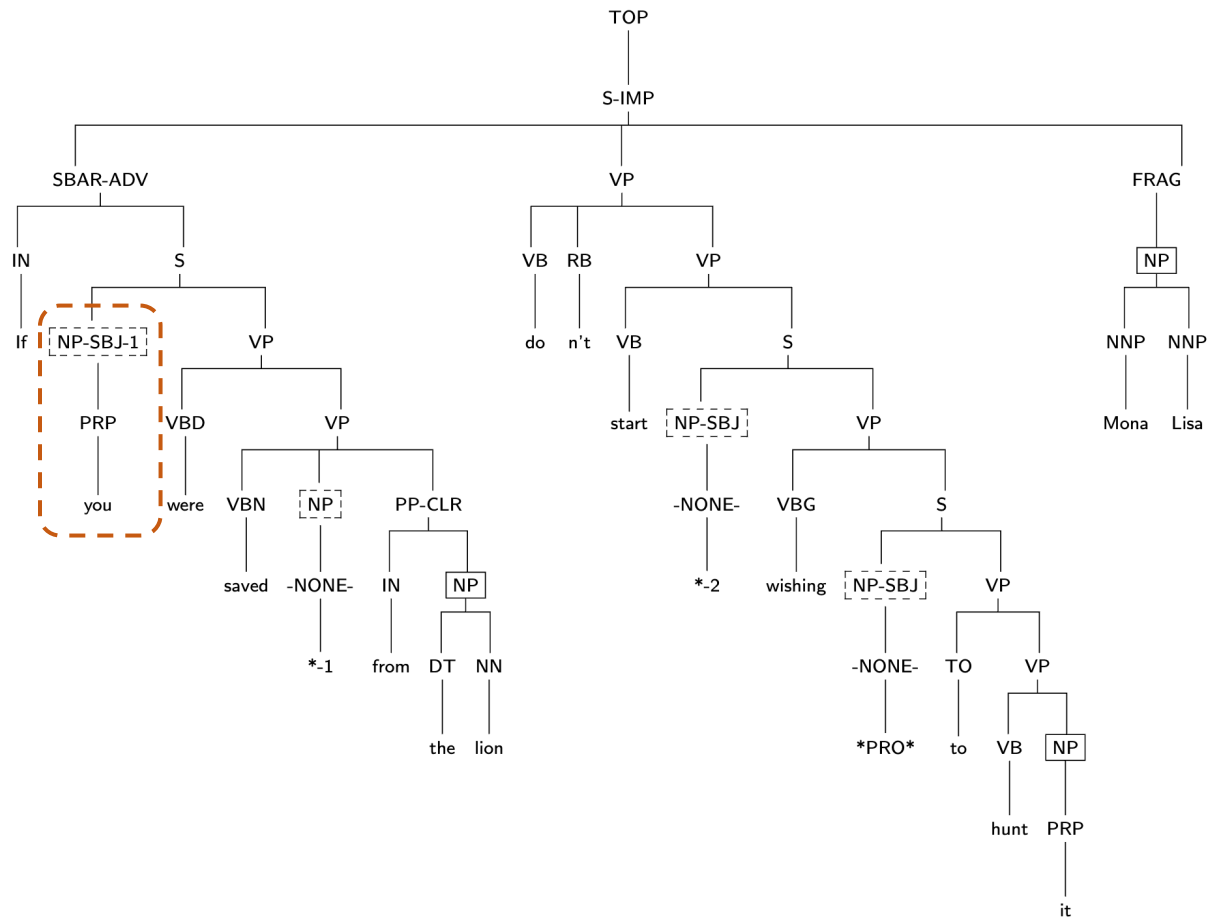 TOP
S-IMP
SBAR-ADV VP FRAG
IN S VB RB VP NP
If NP-SBJ-1 VP do n't VB S NNP NNP
PRP VBD VP start NP-SBJ VP Mona Lisa
you were VBN NP PP-CLR -NONE- VBG S
saved -NONE- IN NP *-2 wishing NP-SBJ VP
*-1 from DT NN -NONE- TO VP
the lion *PRO* to VB NP
hunt PRP
it